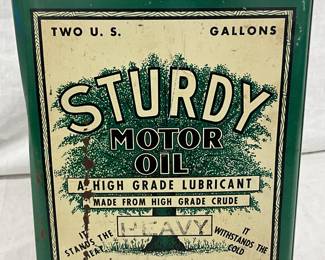 TWO U. S. GALLONS
STURDY
MOTOR
OIL
A HIGH GRADE LUBRICANT
MADE FROM HIGH GRADE CRUDE
HEAVY
IT
STANDS THE
HEAT
IT
WITHSTANDS THE
COLD